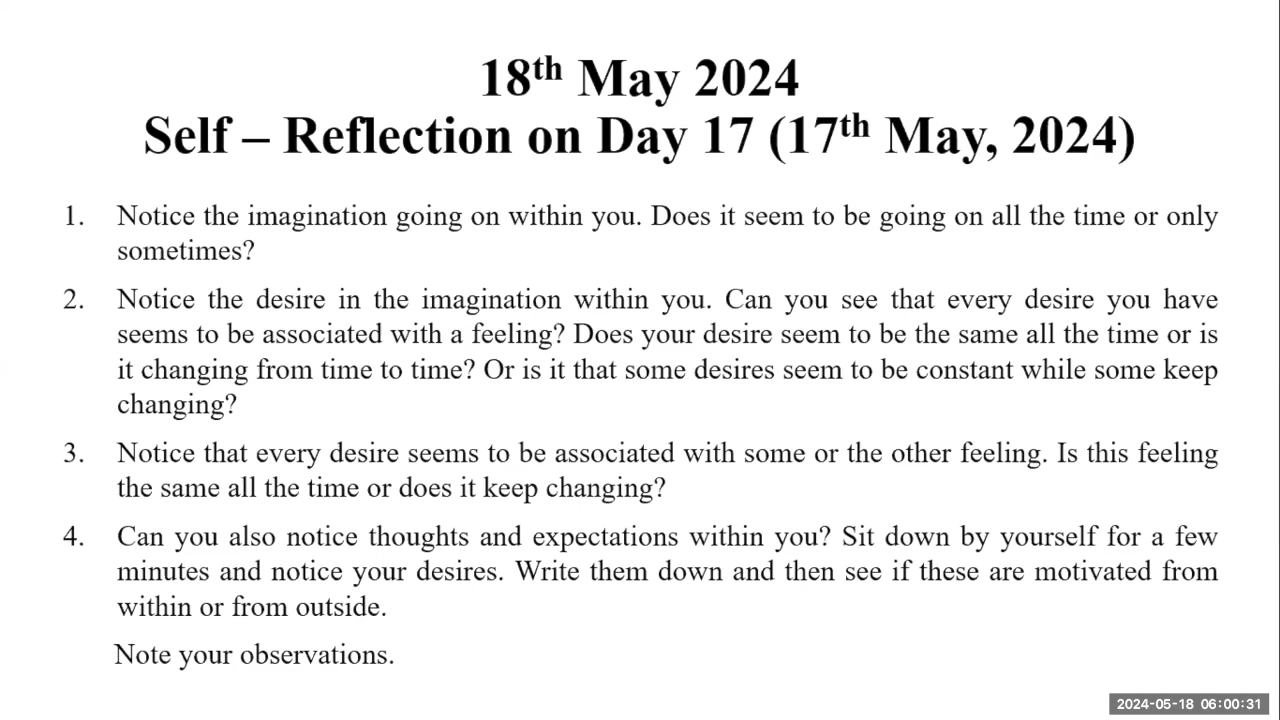 18th May 2024
Self – Reflection on Day 17 (17th May, 2024)
1. Notice the imagination going on within you. Does it seem to be going on all the time or only
sometimes?
2. Notice the desire in the imagination within you. Can you see that every desire you have
seems to be associated with a feeling? Does your desire seem to be the same all the time or is
it changing from time to time? Or is it that some desires seem to be constant while some keep
changing?
3. Notice that every desire seems to be associated with some or the other feeling. Is this feeling
the same all the time or does it keep changing?
4. Can you also notice thoughts and expectations within you? Sit down by yourself for a few
minutes and notice your desires. Write them down and then see if these are motivated from
within or from outside.
Note your observations.
2024-05-18 06:00:31